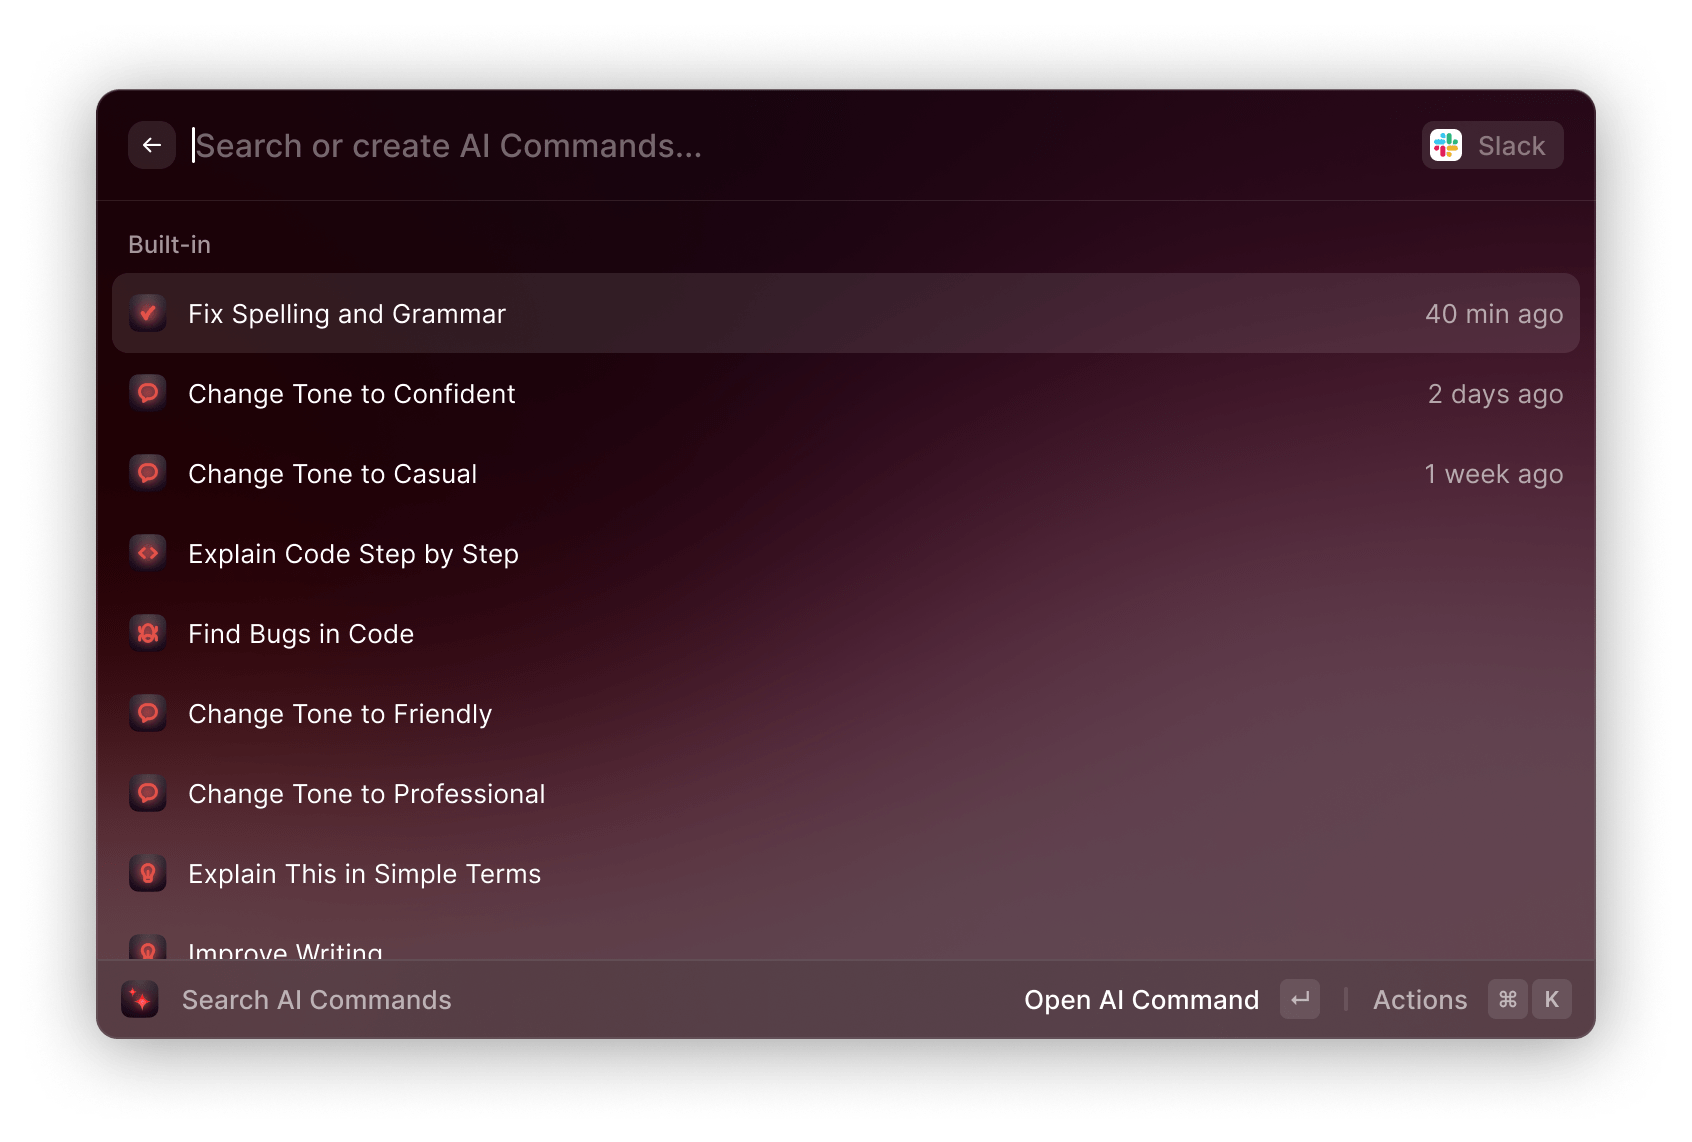 Search or create AI Commands...
Slack
Built-in
Fix Spelling and Grammar
40 min ago
Change Tone to Confident
2 days ago
Change Tone to Casual
1 week ago
Explain Code Step by Step
Find Bugs in Code
Change Tone to Friendly
Change Tone to Professional
Explain This in Simple Terms
Improve Writing
Search AI Commands
Open AI Command ↵
Actions ⌘ K